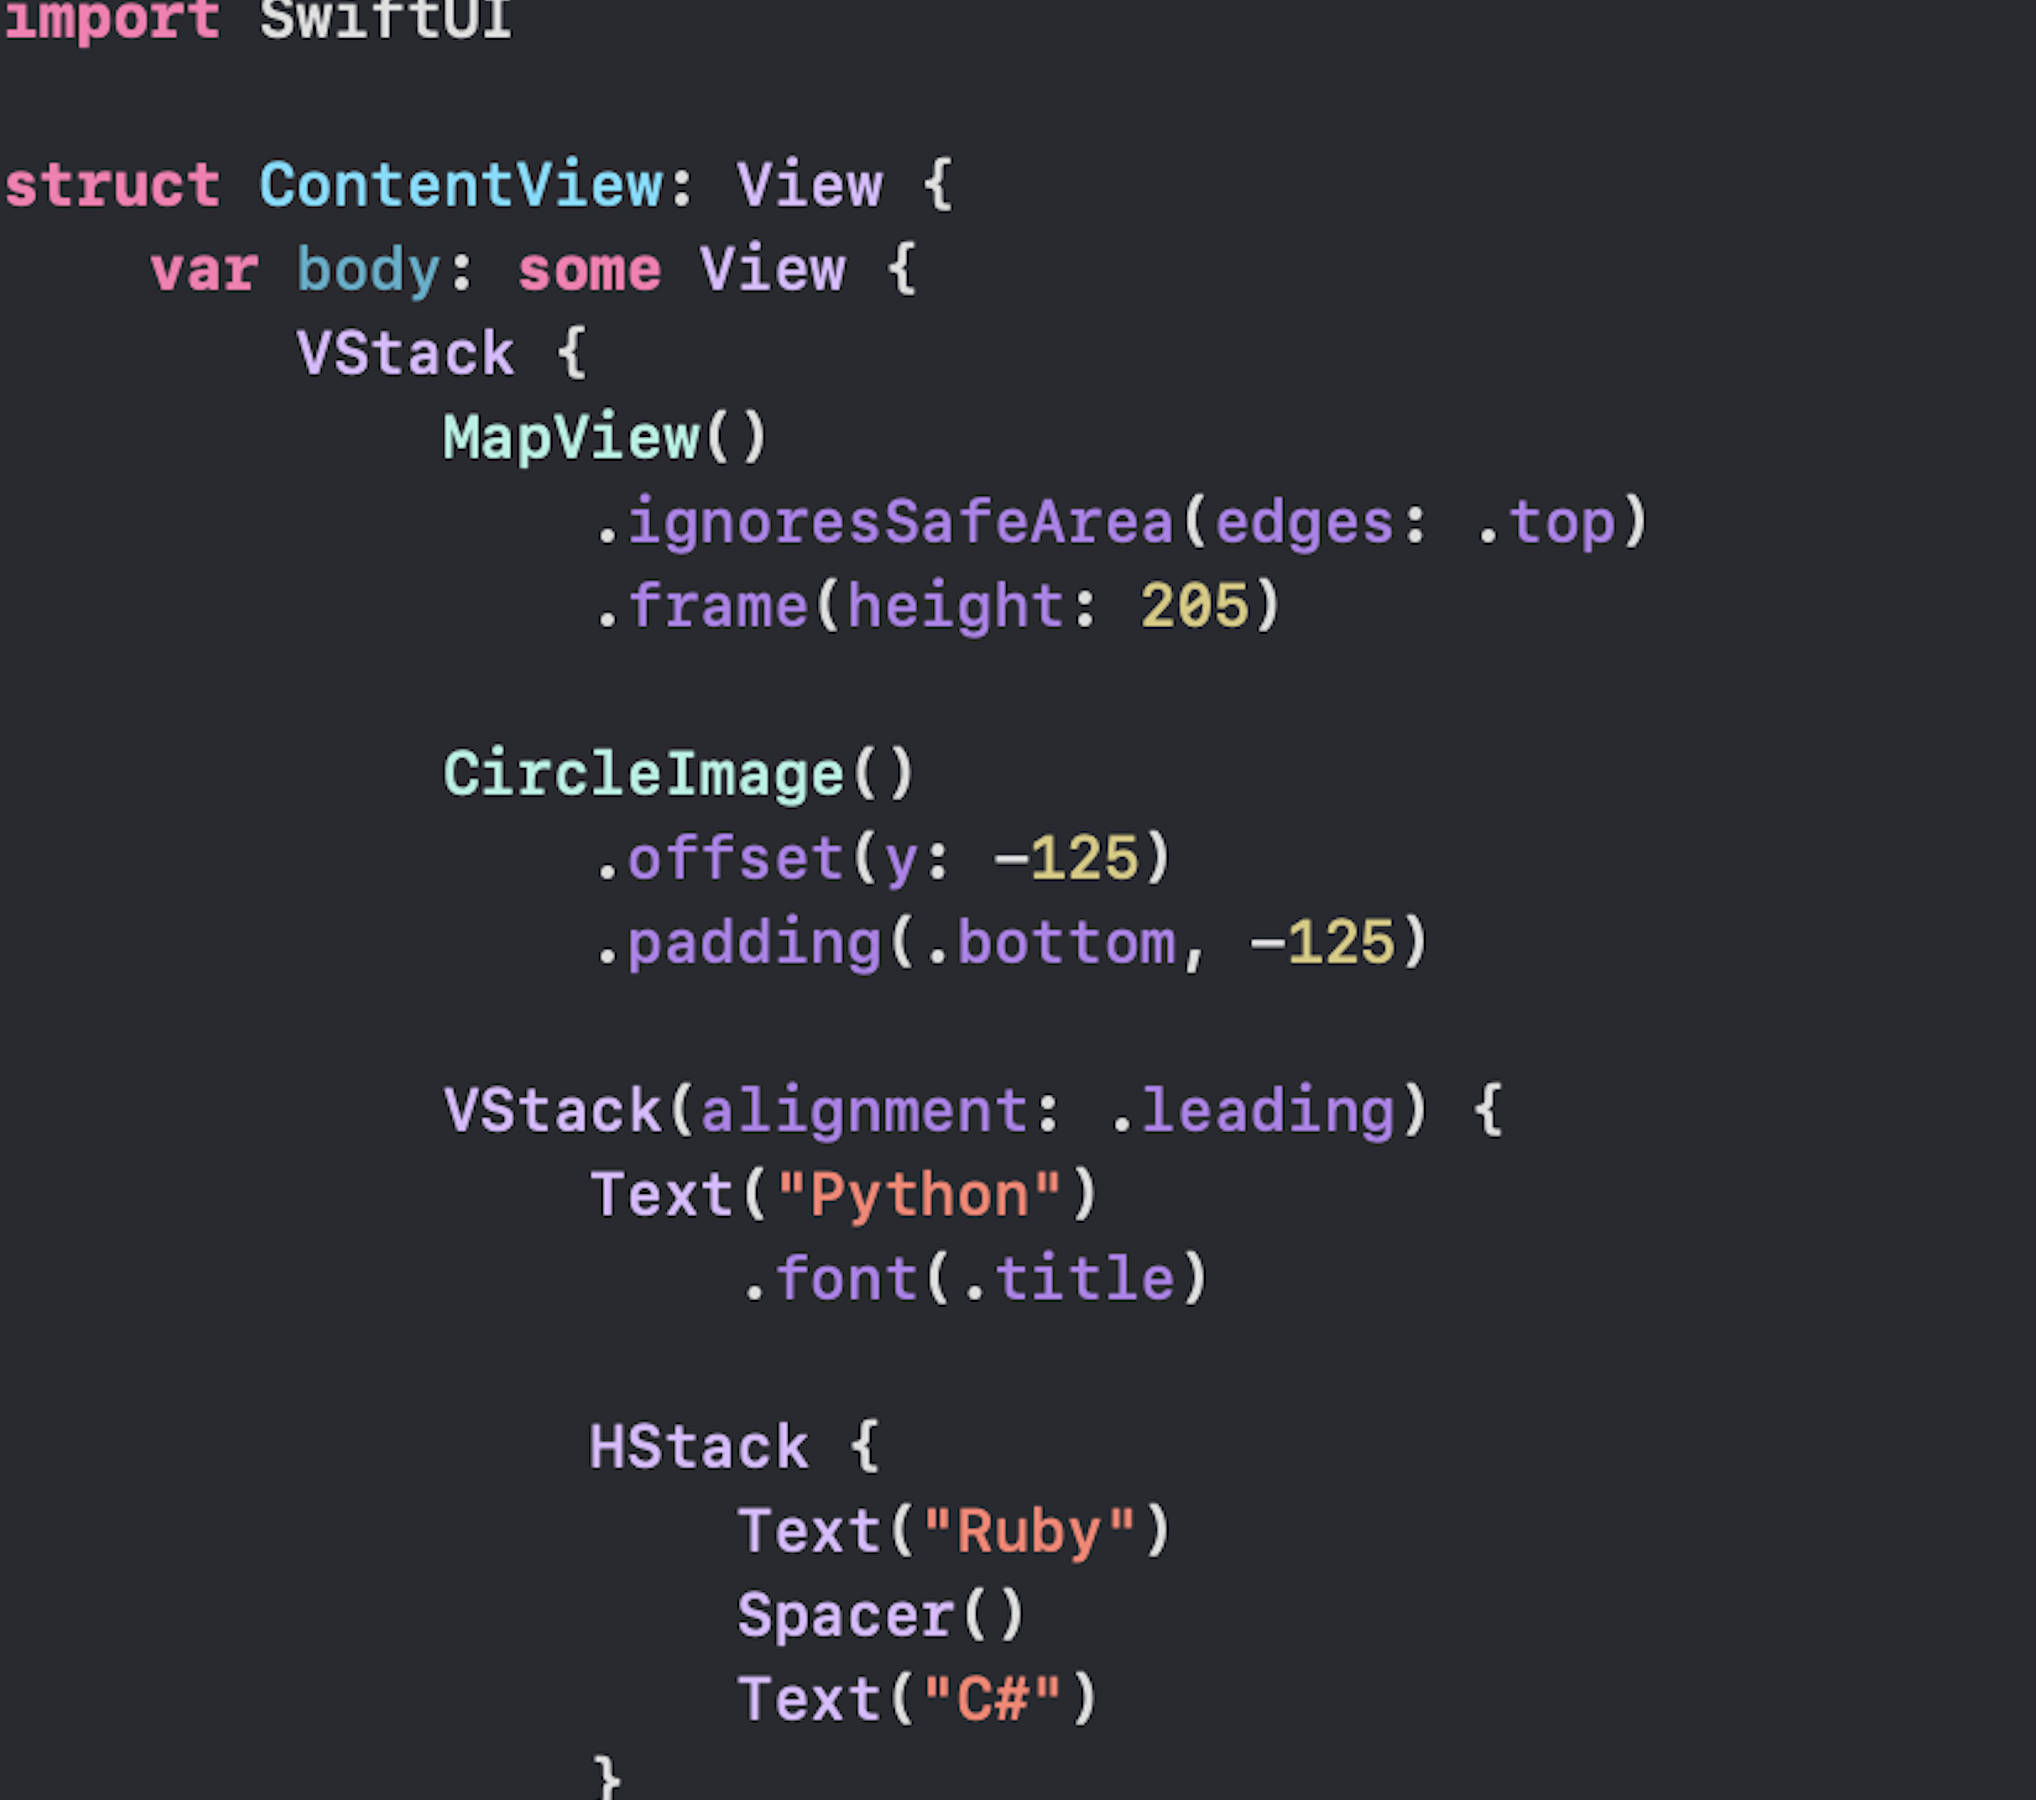 import SwiftUI
struct ContentView: View {
var body: some View {
VStack {
MapView()
.ignoresSafeArea(edges: .top)
.frame(height: 205)
CircleImage()
.offset(y: -125)
.padding(.bottom, -125)
VStack(alignment: .leading) {
Text("Python")
.font(.title)
HStack {
Text("Ruby")
Spacer()
Text("C#")
}